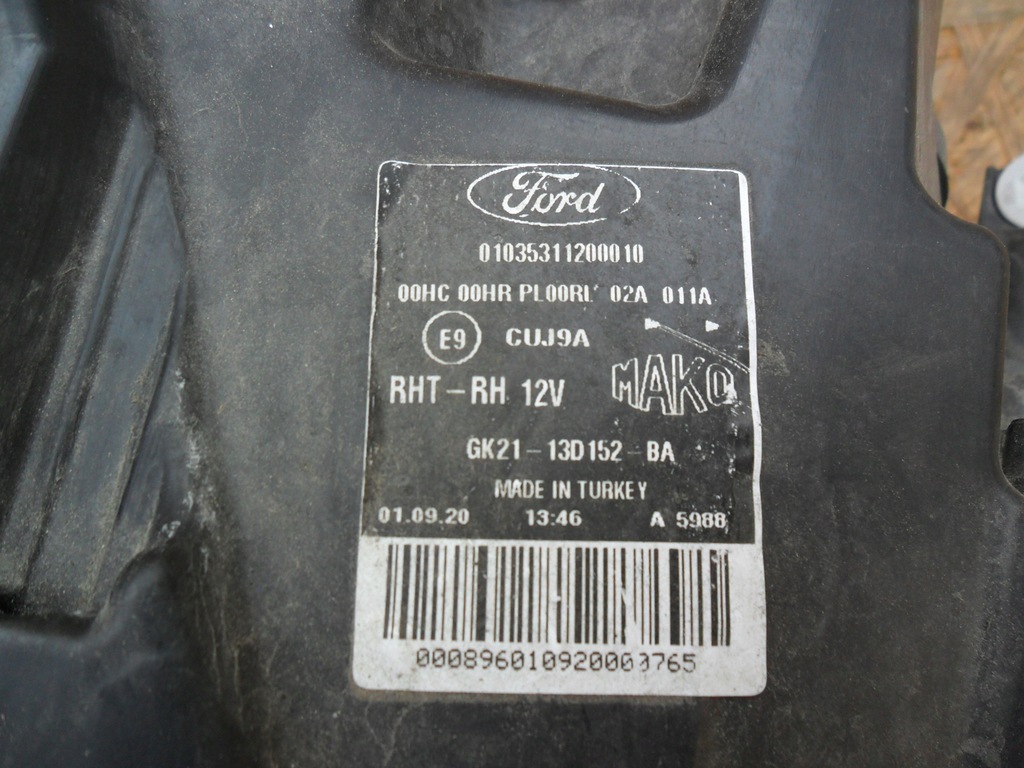 Ford
01035311200010
00HC 00HR PL00RL 02A 011A
E9 CUJ9A
RHT-RH 12V MAKO
GK21-13D152-BA
MADE IN TURKEY
01.09.20 13:46 A 5988